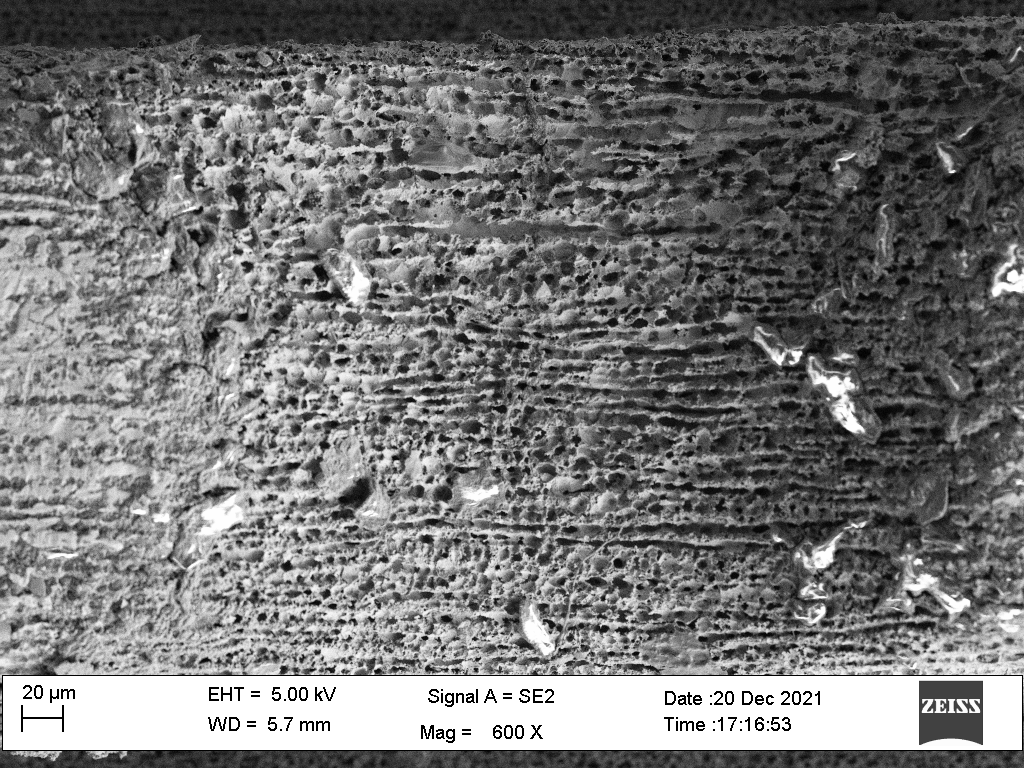 20 µm
EHT = 5.00 kV
WD = 5.7 mm
Signal A = SE2
Mag = 600 X
Date :20 Dec 2021
Time :17:16:53
ZEISS